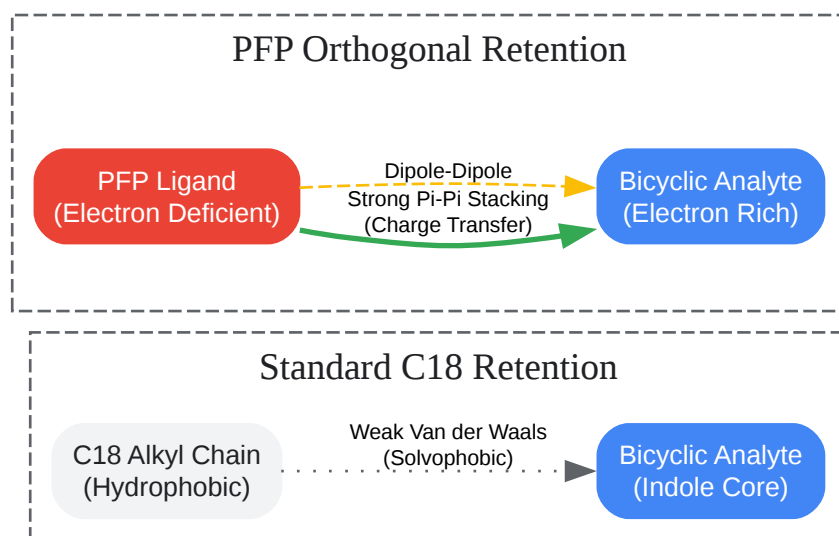 PFP Orthogonal Retention
PFP Ligand
(Electron Deficient)
Dipole-Dipole
Strong Pi-Pi Stacking
(Charge Transfer)
Bicyclic Analyte
(Electron Rich)
Standard C18 Retention
C18 Alkyl Chain
(Hydrophobic)
Weak Van der Waals
(Solvophobic)
Bicyclic Analyte
(Indole Core)